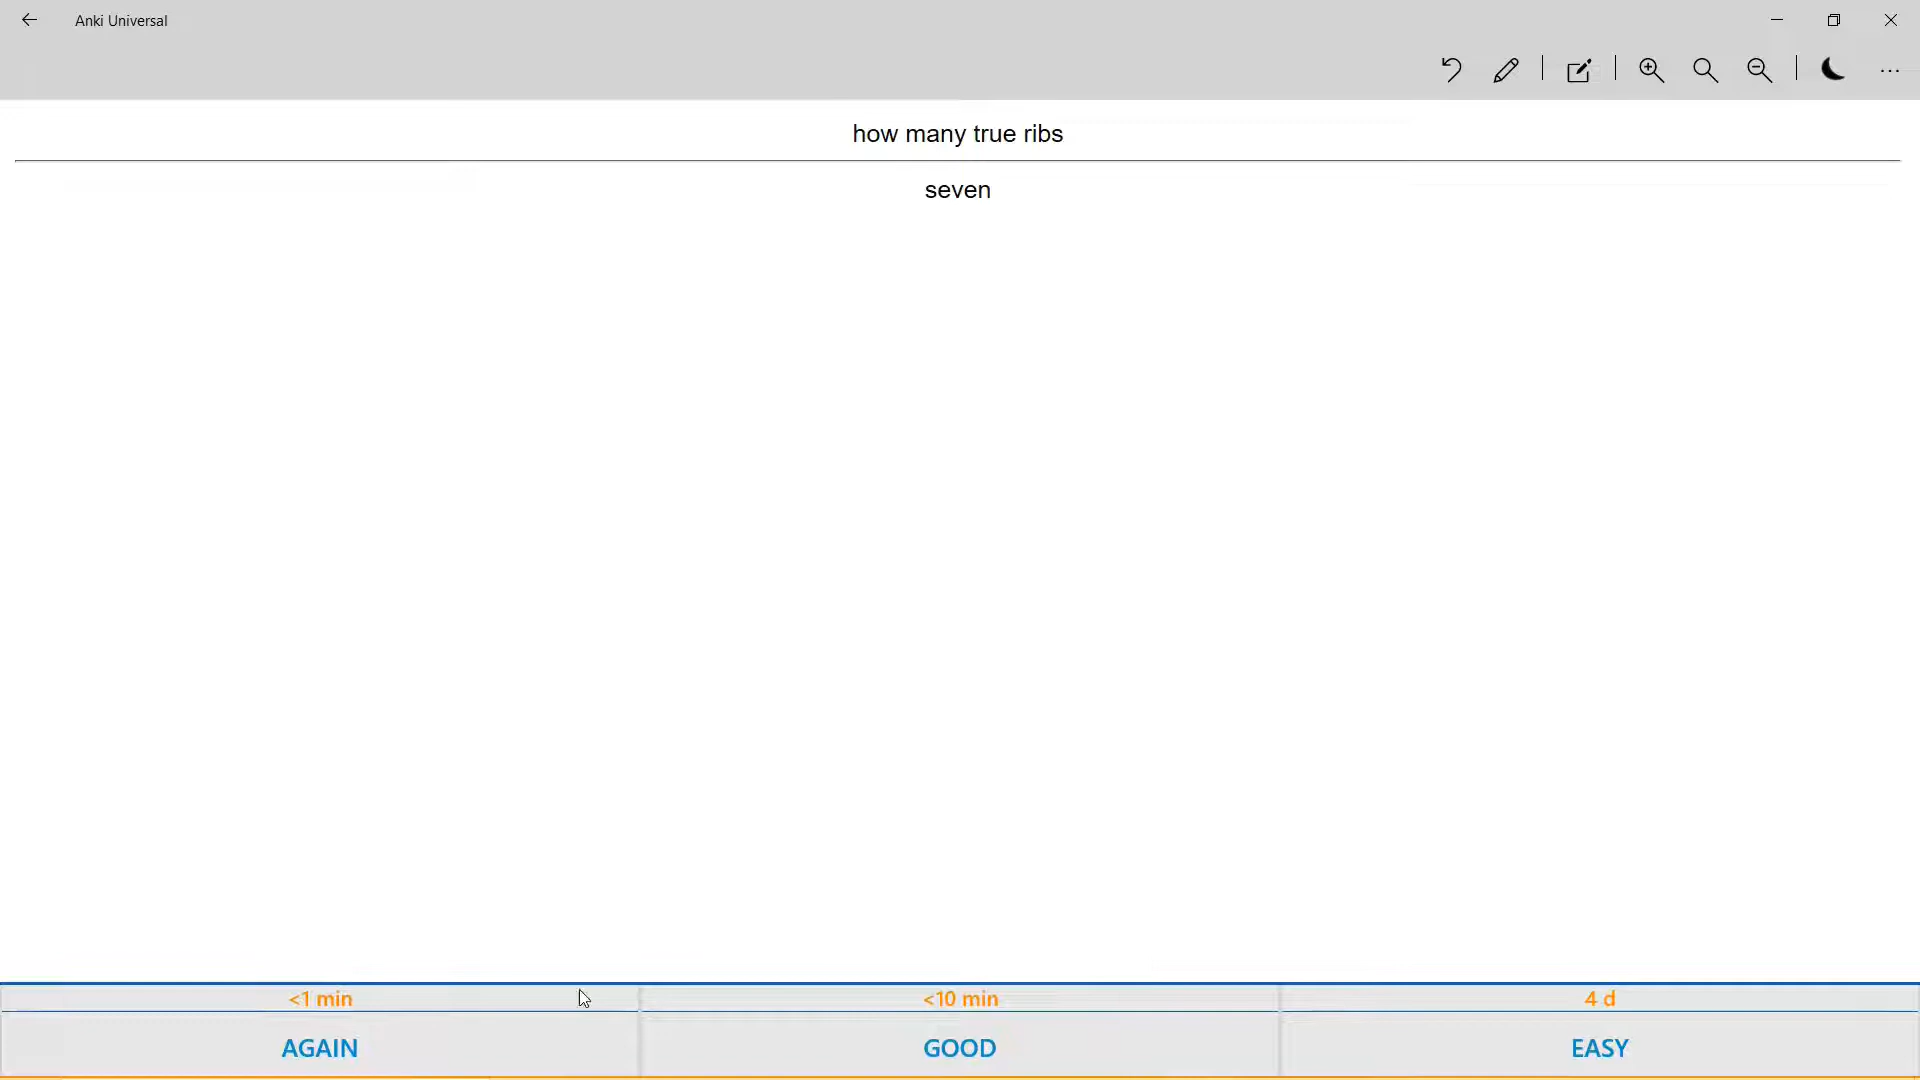 Anki Universal
how many true ribs
seven
<1 min
<10 min
4 d
AGAIN
GOOD
EASY